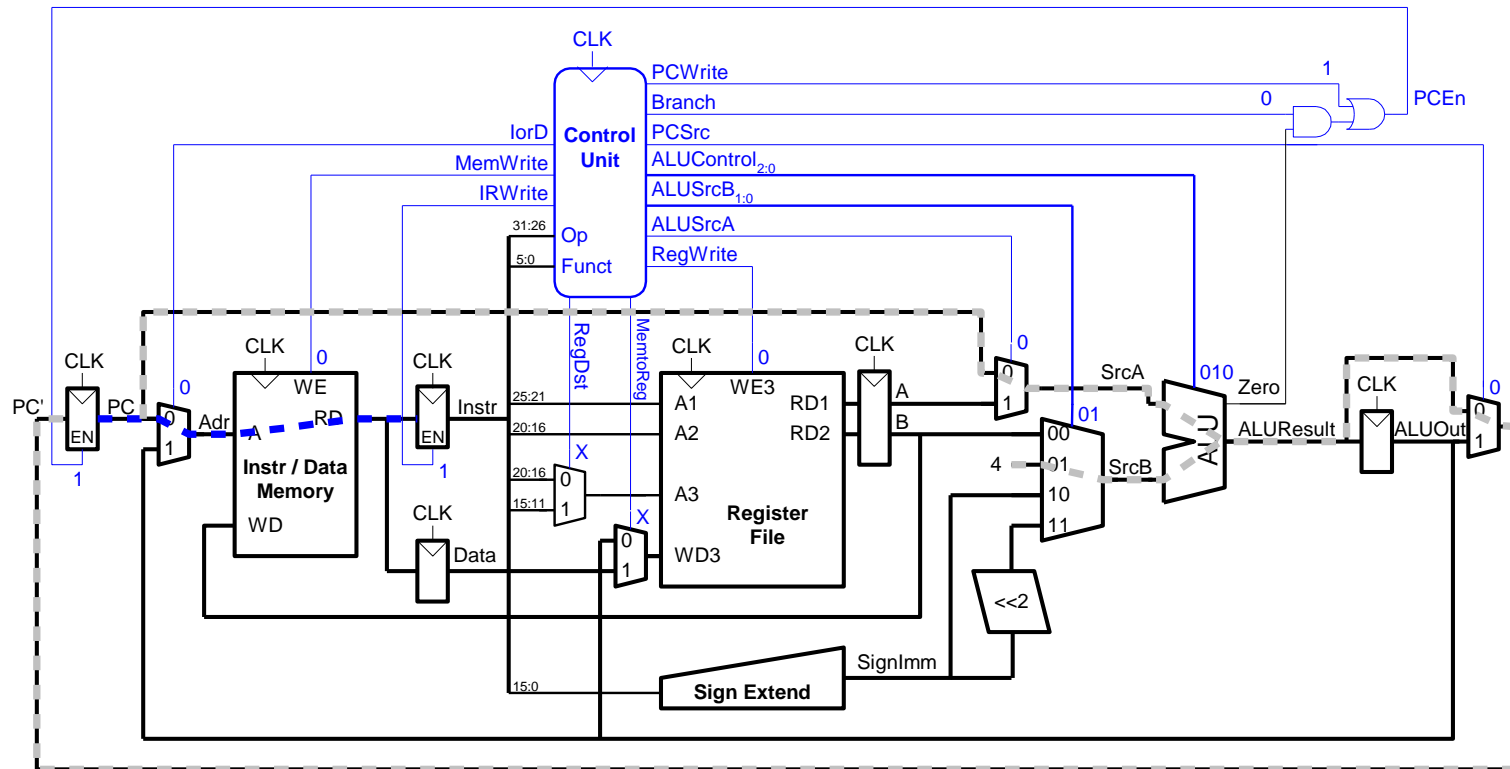 CLK
PCWrite 1
Branch 0 PCEn
IorD Control Unit PCSrc
MemWrite ALUControl2:0
IRWrite ALUSrcB1:0
31:26 Op ALUSrcA
5:0 Funct RegWrite
RegDst MemtoReg
CLK CLK CLK CLK
0 0 0 0 010 0
CLK
PC' PC EN 0 1 Adr WE A RD EN Instr
25:21 A1 WE3 RD1 A 0 1 SrcA Zero
20:16 A2 RD2 B 00 01 ALU ALUResult ALUOut 0 1
1 1 X 4 01 SrcB
Instr / Data Memory
20:16 0 A3 10
15:11 1 X 11
WD CLK Data 0 1 WD3 Register File
<<2
SignImm
15:0 Sign Extend